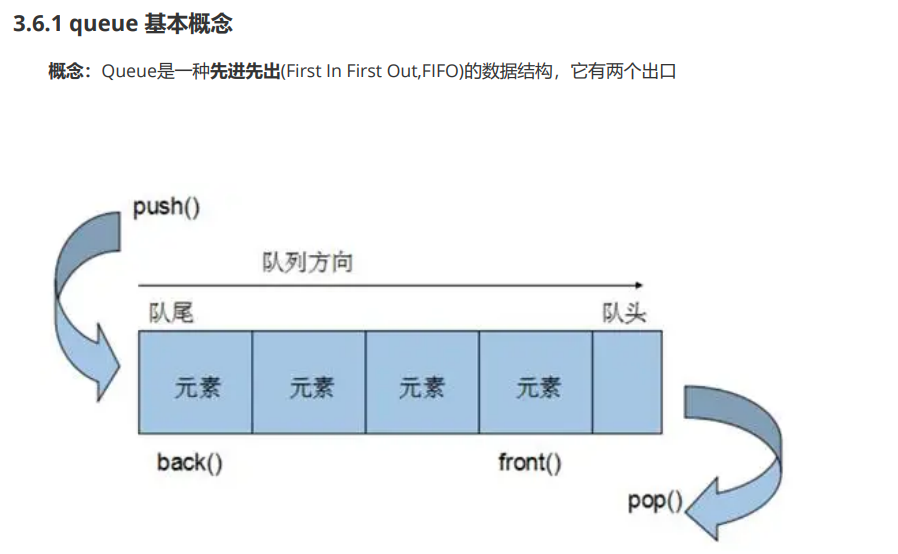 3.6.1 queue 基本概念
概念：Queue是一种先进先出(First In First Out,FIFO)的数据结构，它有两个出口
push()
队列方向
队尾 队头
元素 元素 元素 元素
back() front()
pop()